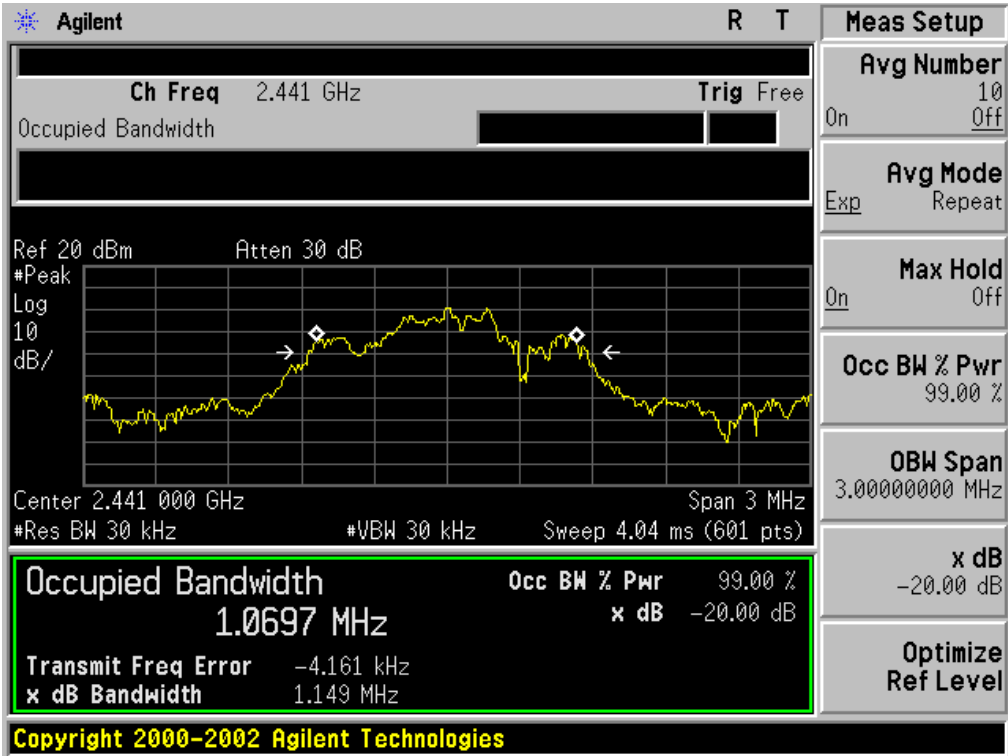 Agilent R T
Ch Freq 2.441 GHz Trig Free
Occupied Bandwidth
Ref 20 dBm Atten 30 dB
#Peak
Log
10
dB/
Center 2.441 000 GHz Span 3 MHz
#Res BW 30 kHz #VBW 30 kHz Sweep 4.04 ms (601 pts)
Occupied Bandwidth Occ BW % Pwr 99.00 %
1.0697 MHz x dB -20.00 dB
Transmit Freq Error -4.161 kHz
x dB Bandwidth 1.149 MHz
Copyright 2000-2002 Agilent Technologies
Meas Setup
Avg Number
10
On Off
Avg Mode
Exp Repeat
Max Hold
On Off
Occ BW % Pwr
99.00 %
OBW Span
3.00000000 MHz
x dB
-20.00 dB
Optimize
Ref Level